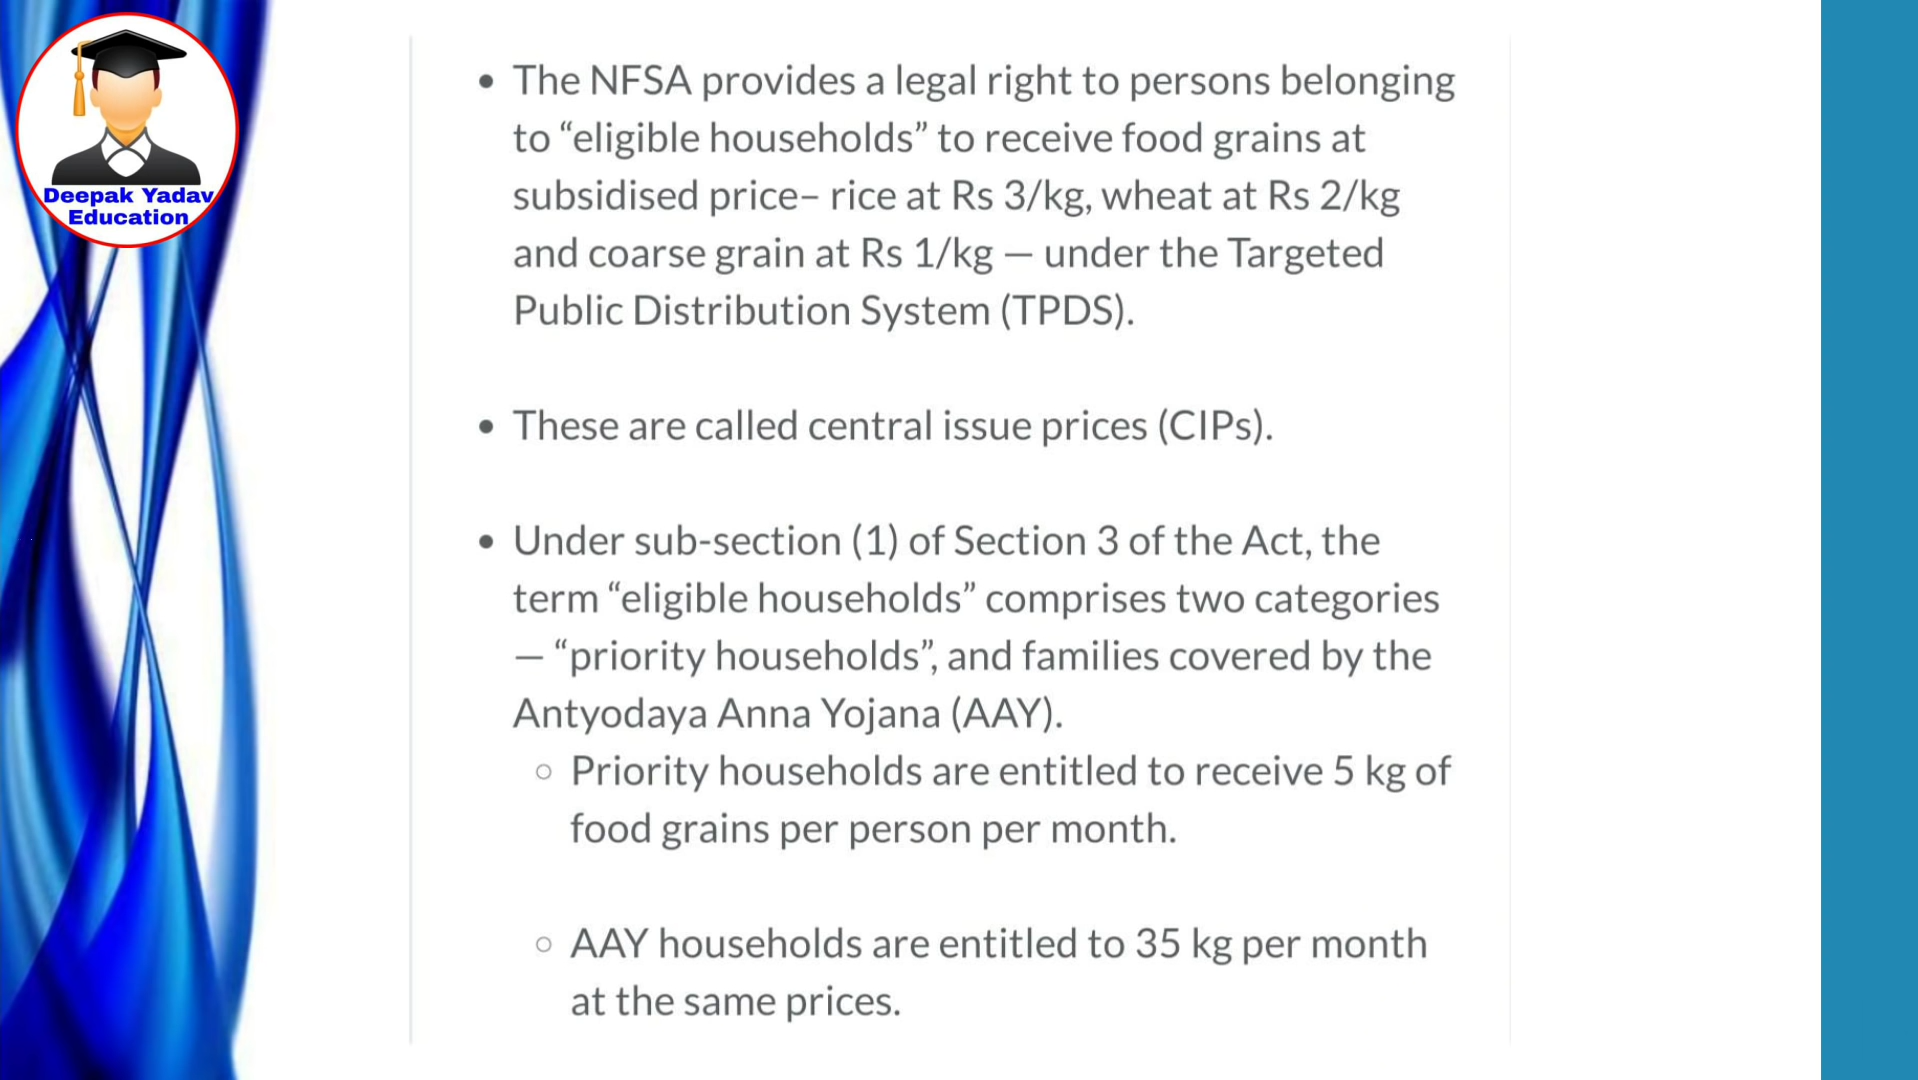 Deepak Yadav
Education
• The NFSA provides a legal right to persons belonging
to “eligible households” to receive food grains at
subsidised price– rice at Rs 3/kg, wheat at Rs 2/kg
and coarse grain at Rs 1/kg — under the Targeted
Public Distribution System (TPDS).
• These are called central issue prices (CIPs).
• Under sub-section (1) of Section 3 of the Act, the
term “eligible households” comprises two categories
— “priority households”, and families covered by the
Antyodaya Anna Yojana (AAY).
○ Priority households are entitled to receive 5 kg of
food grains per person per month.
○ AAY households are entitled to 35 kg per month
at the same prices.